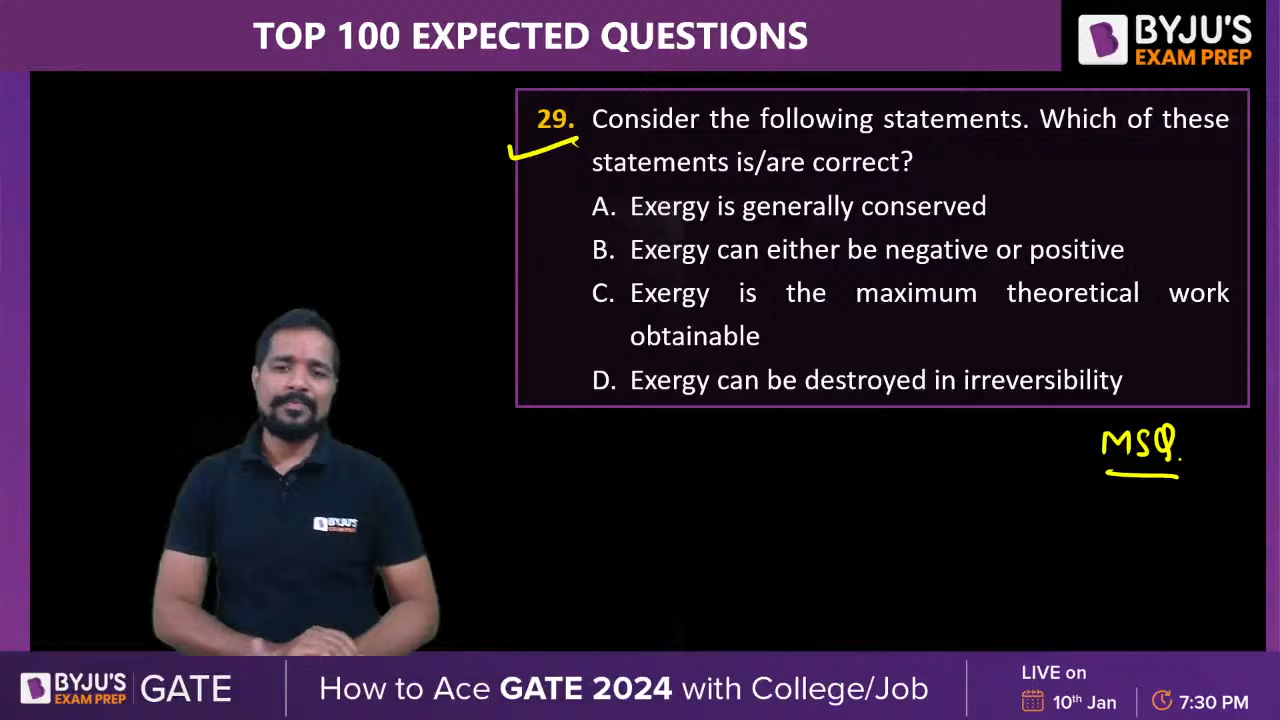 TOP 100 EXPECTED QUESTIONS
BYJU'S
EXAM PREP
29. Consider the following statements. Which of these
statements is/are correct?
A. Exergy is generally conserved
B. Exergy can either be negative or positive
C. Exergy is the maximum theoretical work
obtainable
D. Exergy can be destroyed in irreversibility
MSQ.
BYJU'S
BYJU'S
EXAM PREP
GATE
How to Ace GATE 2024 with College/Job
LIVE on
10th Jan
7:30 PM